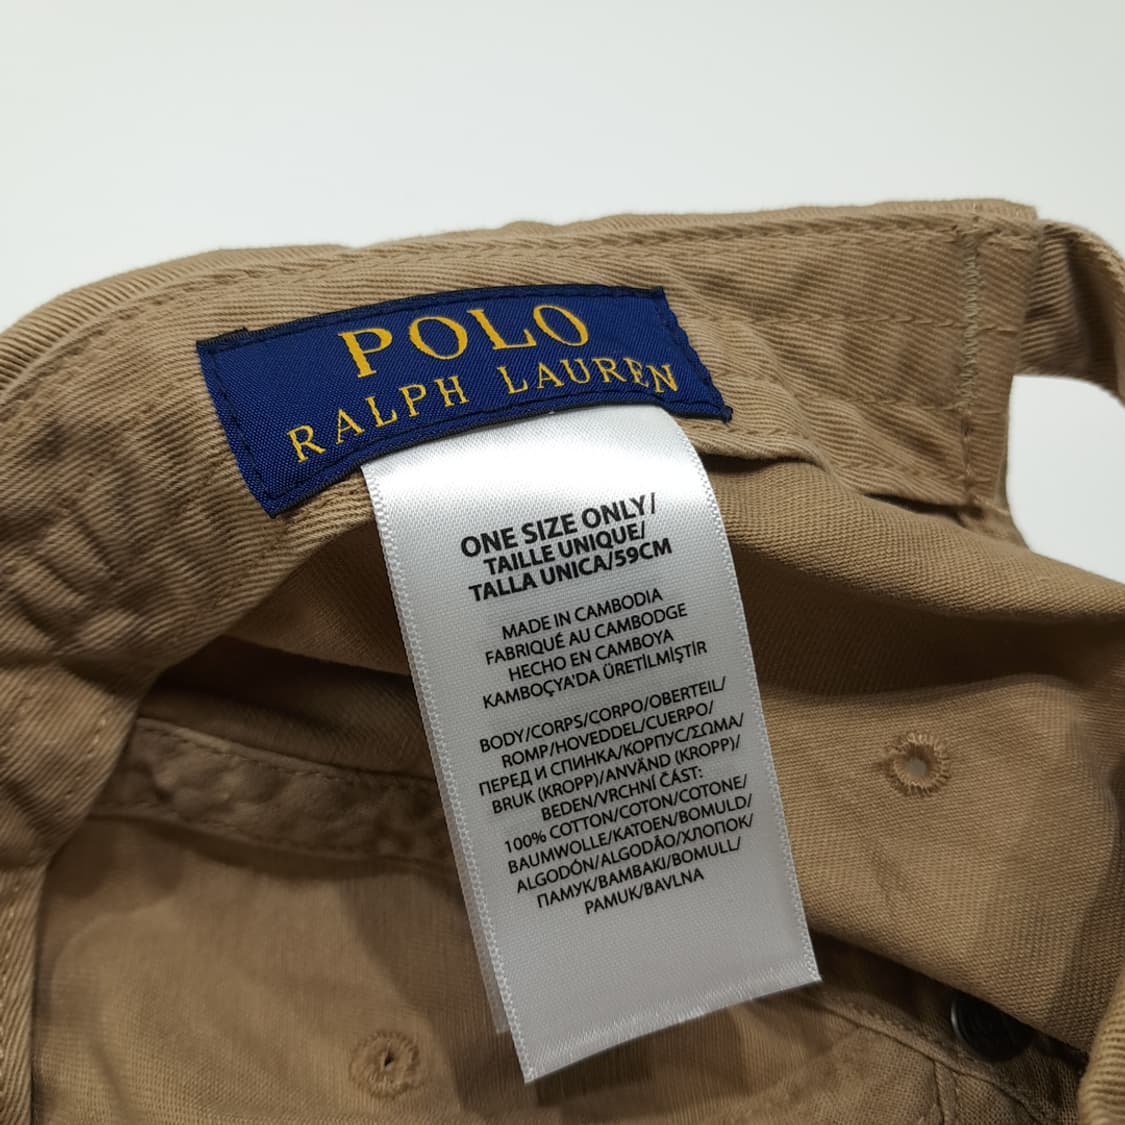 POLO
RALPH LAUREN
ONE SIZE ONLY/
TAILLE UNIQUE/
TALLA UNICA/59CM
MADE IN CAMBODIA
FABRIQUÉ AU CAMBODGE
HECHO EN CAMBOYA
KAMBOÇYA'DA ÜRETİLMİŞTİR
BODY/CORPS/CORPO/OBERTEIL/
ROMP/HOVEDDEL/CUERPO/
ПЕРЕД И СПИНКА/КОРПУС/ΣΩΜΑ/
BRUK (KROPP)/ANVÄND (KROPP)/
BEDEN/VRCHNÍ ČÁST:
100% COTTON/COTON/COTONE/
BAUMWOLLE/KATOEN/BOMULD/
ALGODÓN/ALGODÃO/ХЛОПОК/
ПАМУК/BAMBAKI/BOMULL/
PAMUK/BAVLNA